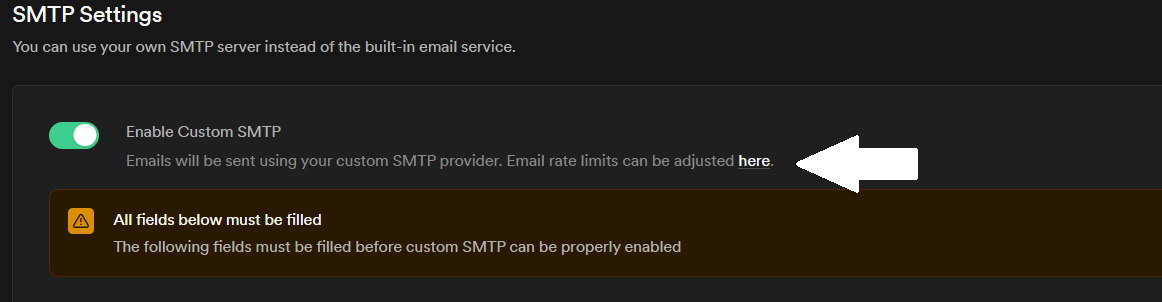 SMTP Settings
You can use your own SMTP server instead of the built-in email service.
Enable Custom SMTP
Emails will be sent using your custom SMTP provider. Email rate limits can be adjusted here.
All fields below must be filled
The following fields must be filled before custom SMTP can be properly enabled